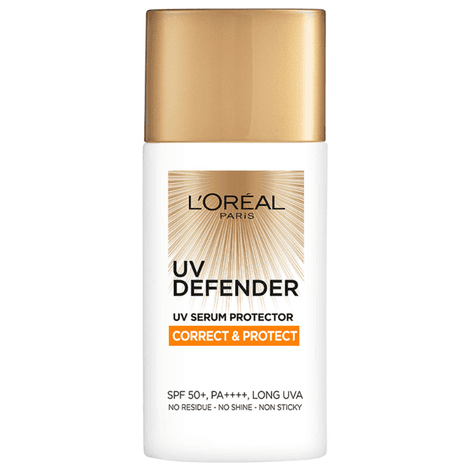 L'ORÉAL
PARIS
UV
DEFENDER
UV SERUM PROTECTOR
CORRECT & PROTECT
SPF 50+, PA++++, LONG UVA
NO RESIDUE - NO SHINE - NON STICKY